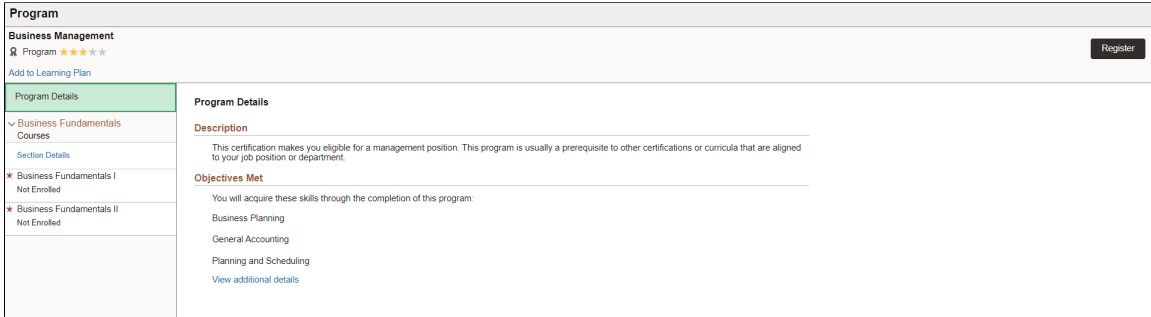 Program
Business Management
Program
Register
Add to Learning Plan
Program Details
Business Fundamentals
Courses
Section Details
* Business Fundamentals I
Not Enrolled
* Business Fundamentals II
Not Enrolled
Program Details
Description
This certification makes you eligible for a management position. This program is usually a prerequisite to other certifications or curricula that are aligned
to your job position or department.
Objectives Met
You will acquire these skills through the completion of this program:
Business Planning
General Accounting
Planning and Scheduling
View additional details